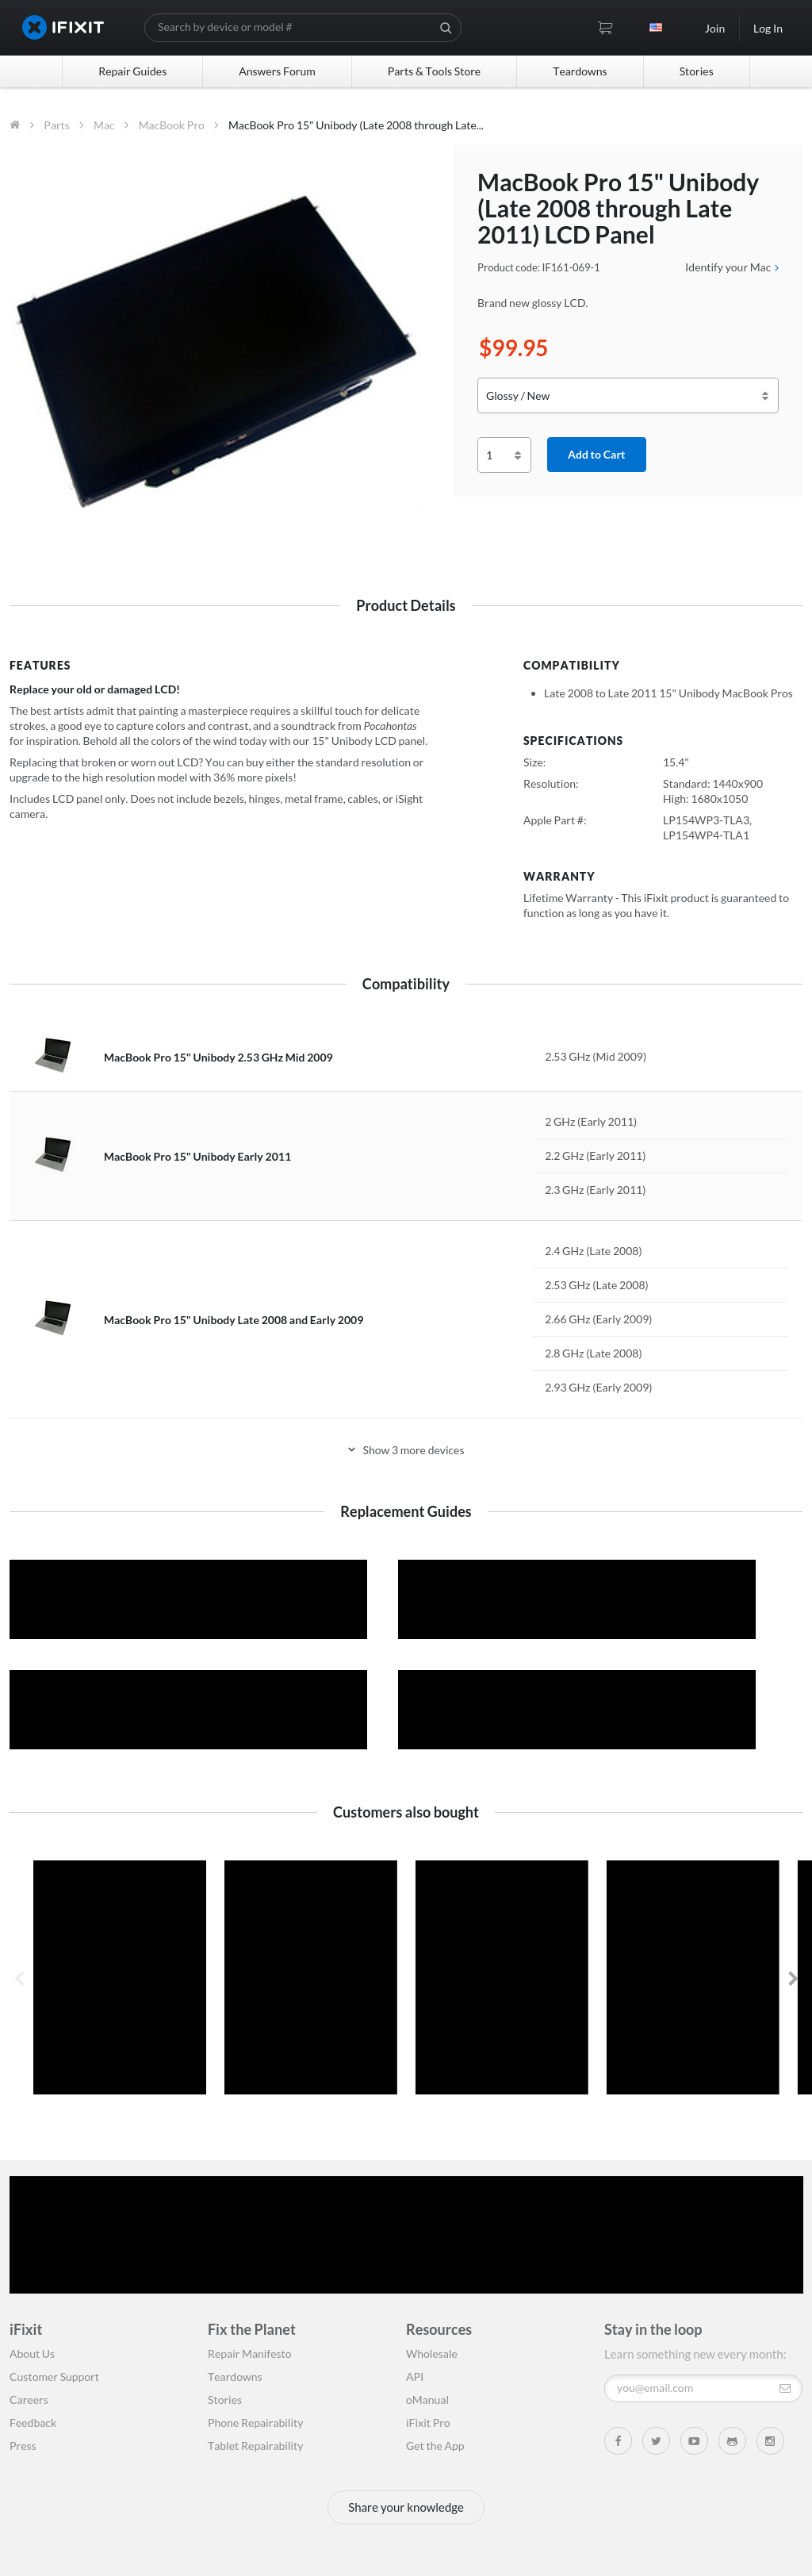 IFIXIT
Search by device or model #
Join
Log In
Repair Guides
Answers Forum
Parts & Tools Store
Teardowns
Stories
Parts
Mac
MacBook Pro
MacBook Pro 15" Unibody (Late 2008 through Late...
MacBook Pro 15" Unibody
(Late 2008 through Late
2011) LCD Panel
Product code: IF161-069-1
Identify your Mac
Brand new glossy LCD.
$99.95
Glossy / New
1
Add to Cart
Product Details
FEATURES
Replace your old or damaged LCD!
The best artists admit that painting a masterpiece requires a skillful touch for delicate
strokes, a good eye to capture colors and contrast, and a soundtrack from Pocahontas
for inspiration. Behold all the colors of the wind today with our 15" Unibody LCD panel.
Replacing that broken or worn out LCD? You can buy either the standard resolution or
upgrade to the high resolution model with 36% more pixels!
Includes LCD panel only. Does not include bezels, hinges, metal frame, cables, or iSight
camera.
COMPATIBILITY
Late 2008 to Late 2011 15" Unibody MacBook Pros
SPECIFICATIONS
Size:
15.4"
Resolution:
Standard: 1440x900
High: 1680x1050
Apple Part #:
LP154WP3-TLA3,
LP154WP4-TLA1
WARRANTY
Lifetime Warranty - This iFixit product is guaranteed to
function as long as you have it.
Compatibility
MacBook Pro 15" Unibody 2.53 GHz Mid 2009
2.53 GHz (Mid 2009)
MacBook Pro 15" Unibody Early 2011
2 GHz (Early 2011)
2.2 GHz (Early 2011)
2.3 GHz (Early 2011)
MacBook Pro 15" Unibody Late 2008 and Early 2009
2.4 GHz (Late 2008)
2.53 GHz (Late 2008)
2.66 GHz (Early 2009)
2.8 GHz (Late 2008)
2.93 GHz (Early 2009)
Show 3 more devices
Replacement Guides
Customers also bought
iFixit
About Us
Customer Support
Careers
Feedback
Press
Fix the Planet
Repair Manifesto
Teardowns
Stories
Phone Repairability
Tablet Repairability
Resources
Wholesale
API
oManual
iFixit Pro
Get the App
Stay in the loop
Learn something new every month:
you@email.com
Share your knowledge